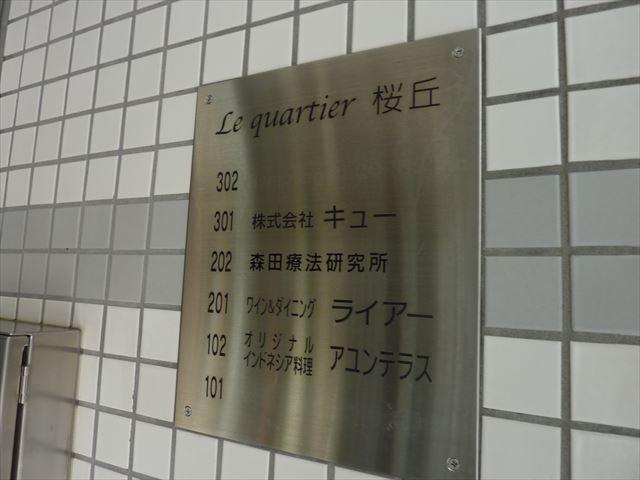 Le quartier 桜丘
302
301 株式会社 キュー
202 森田療法研究所
201 ワイン&ダイニング ライアー
102 オリジナル インドネシア料理 アユンテラス
101